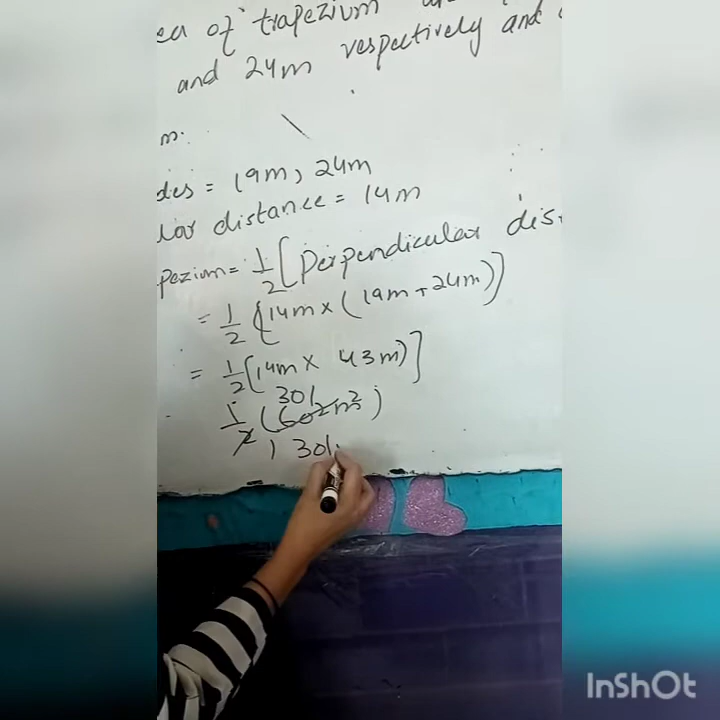 ea of trapezium
and 24m respectively and
m.
des = 19m, 24m
lar distance = 14m
pezium = 1/2 [perpendicular dis
= 1/2 {14m × (19m + 24m)}
= 1/2 [14m × 43m)]
301
1/2 (602m²)
, 301
InShOt